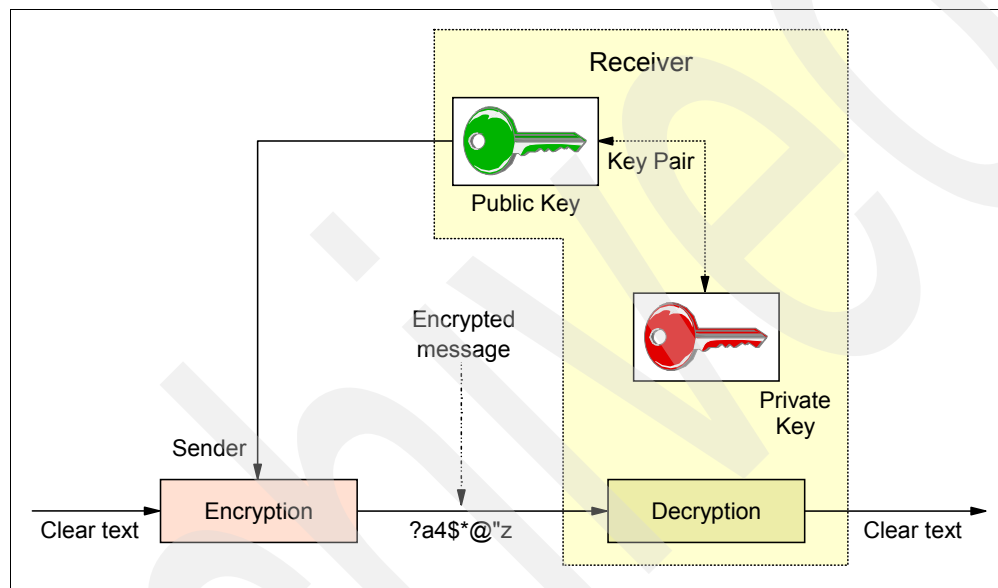 Receiver
Key Pair
Public Key
Encrypted
message
Private
Key
Sender
Clear text
Encryption
?a4$*@"z
Decryption
Clear text